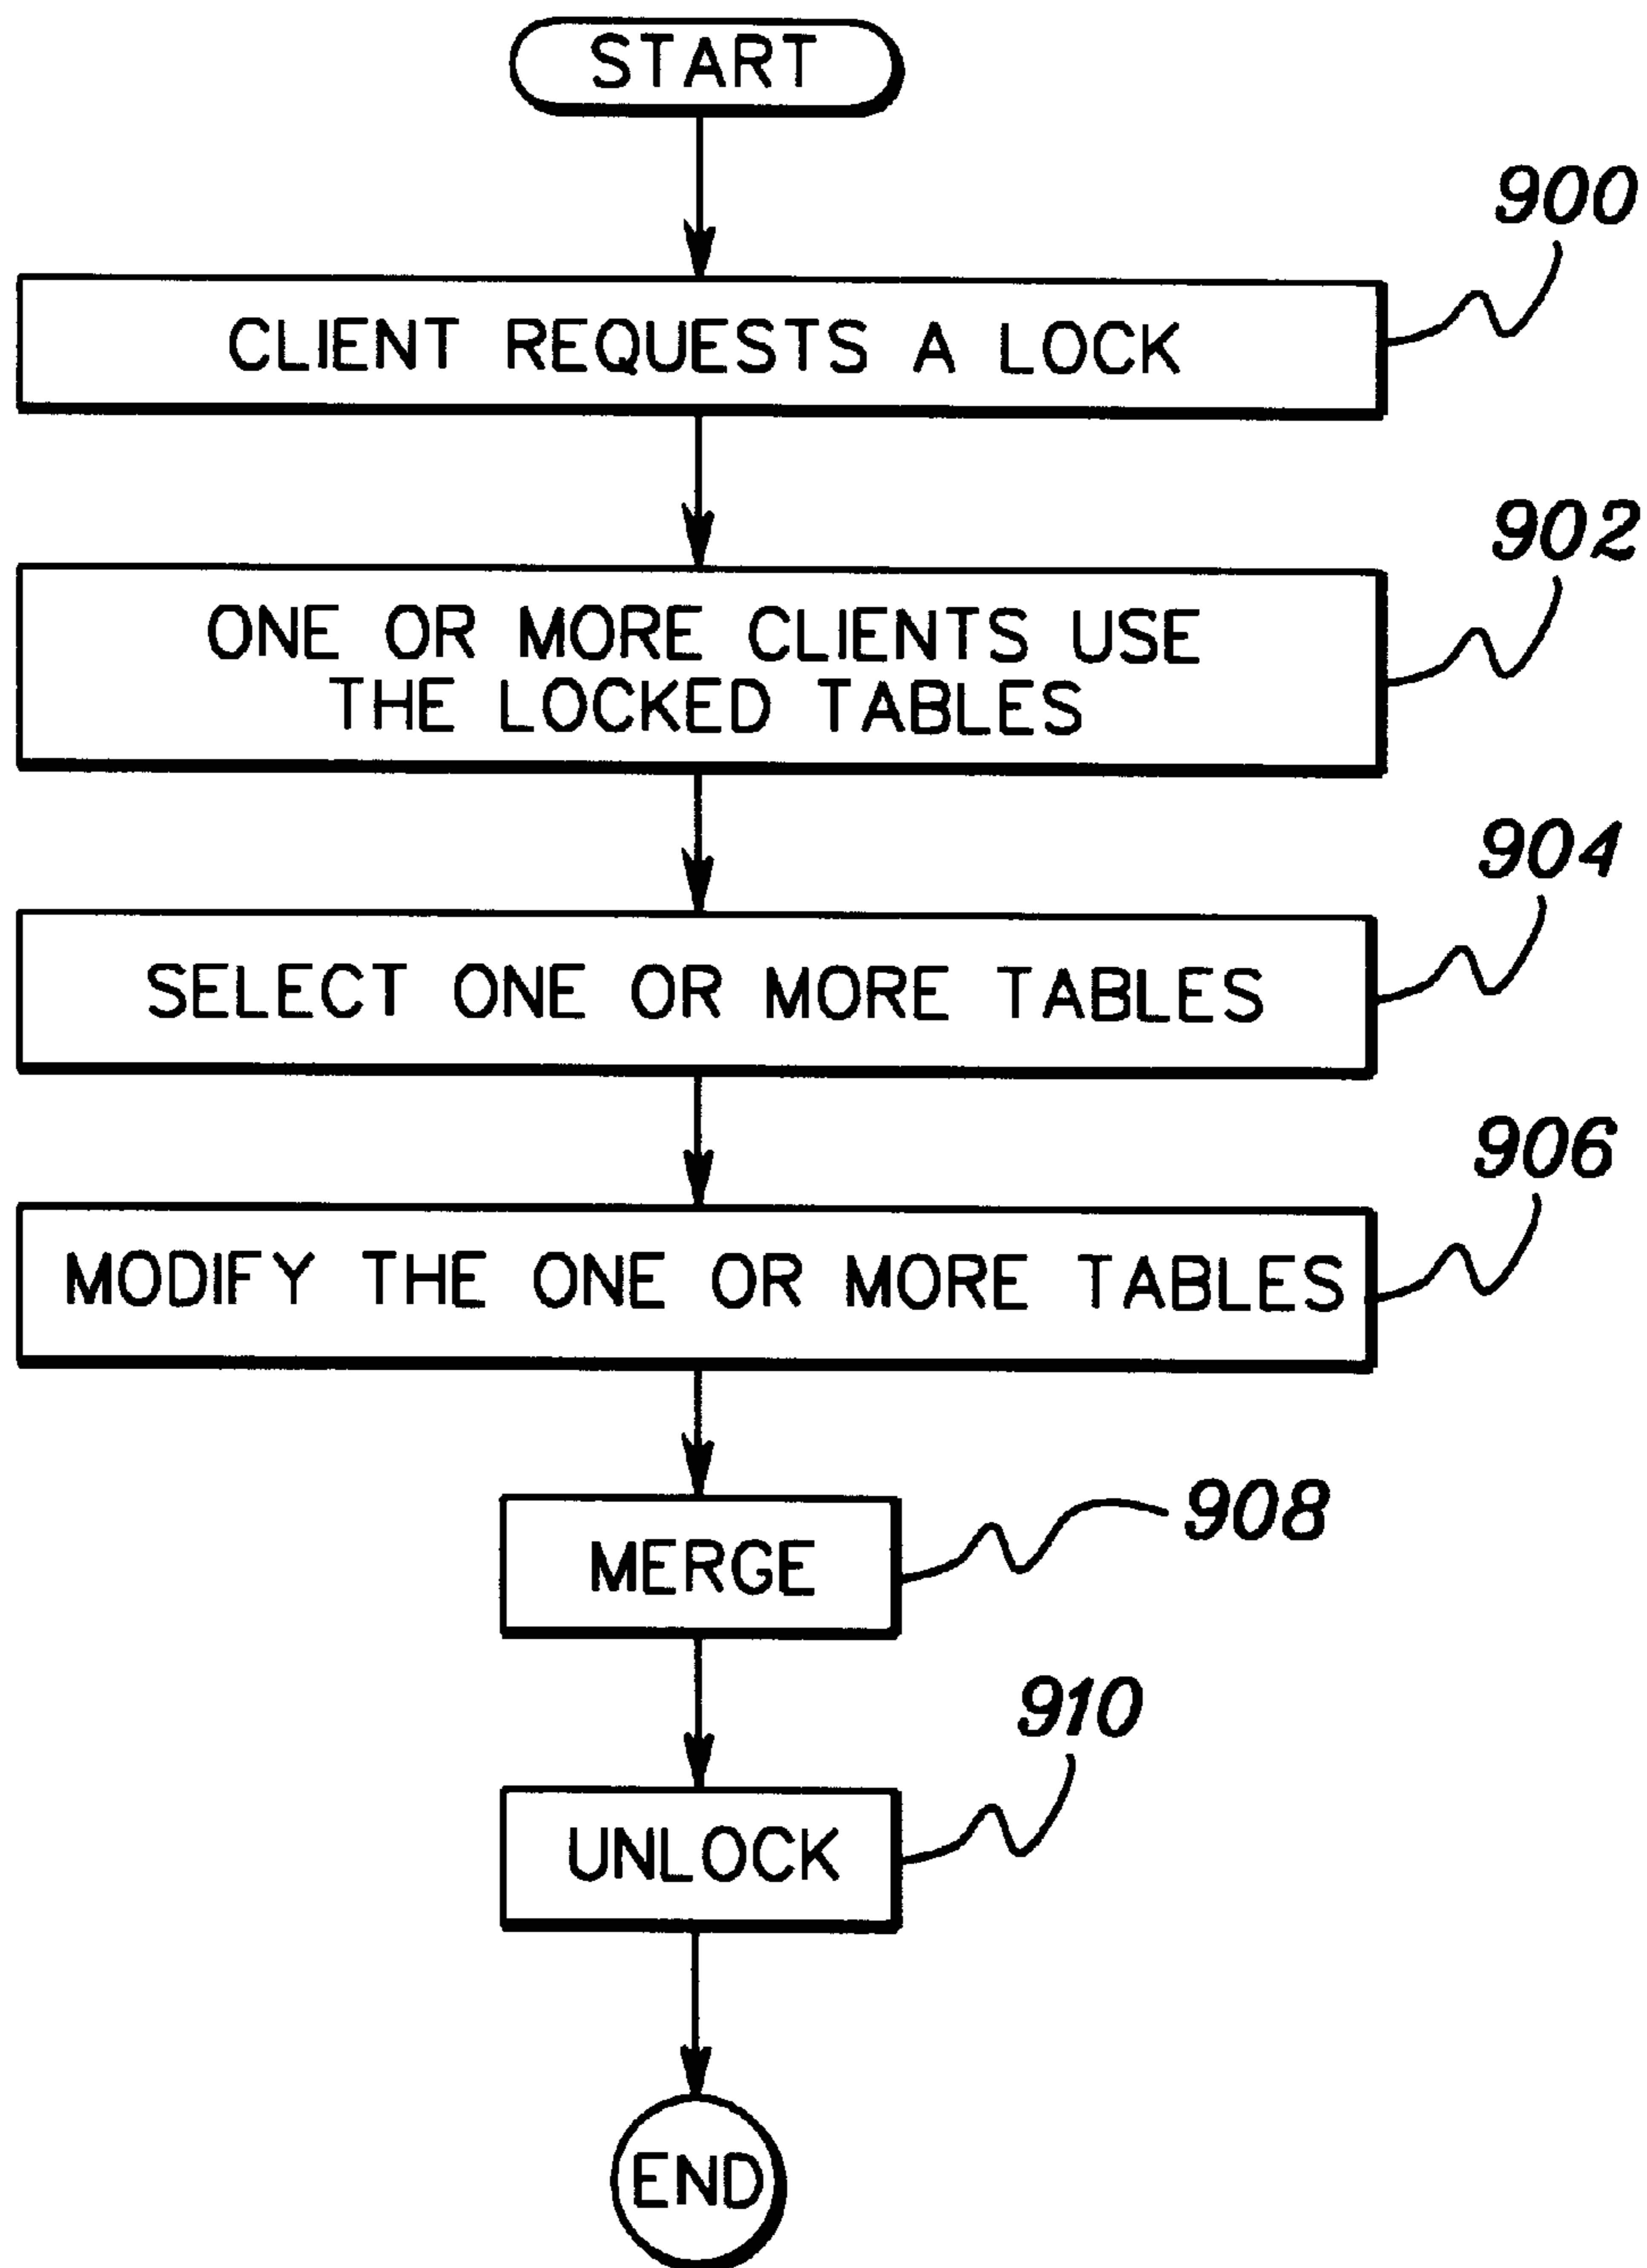 START
900
CLIENT REQUESTS A LOCK
902
ONE OR MORE CLIENTS USE
THE LOCKED TABLES
904
SELECT ONE OR MORE TABLES
906
MODIFY THE ONE OR MORE TABLES
908
MERGE
910
UNLOCK
END